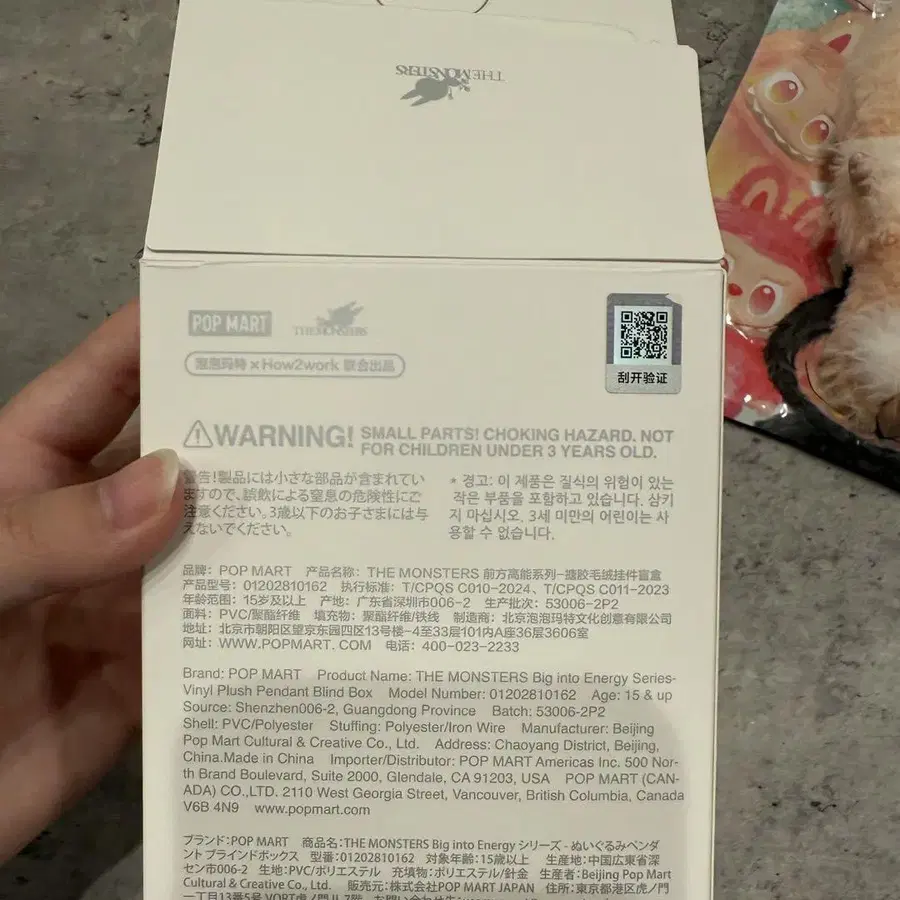 THE MONSTERS
POP MART
THE MONSTERS
泡泡玛特 × How2work 联合出品
刮开验证
WARNING! SMALL PARTS! CHOKING HAZARD. NOT
FOR CHILDREN UNDER 3 YEARS OLD.
警告!製品には小さな部品が含まれてい
ますので、誤飲による窒息の危険性にご
注意ください。3歳以下のお子さまには与
えないでください。
* 경고: 이 제품은 질식의 위험이 있는
작은 부품을 포함하고 있습니다. 삼키
지 마십시오. 3세 미만의 어린이는 사
용할 수 없습니다.
品牌: POP MART 产品名称: THE MONSTERS 前方高能系列-搪胶毛绒挂件盲盒
产品型号: 01202810162 执行标准: T/CPQS C010-2024、T/CPQS C011-2023
年龄范围: 15岁及以上 产地: 广东省深圳市006-2 生产批次: 53006-2P2
面料: PVC/聚酯纤维 填充物: 聚酯纤维/铁线 制造商: 北京泡泡玛特文化创意有限公司
地址: 北京市朝阳区望京东园四区13号楼-4至33层101内A座36层3606室
网址: WWW.POPMART.COM 电话: 400-023-2233
Brand: POP MART Product Name: THE MONSTERS Big into Energy Series-
Vinyl Plush Pendant Blind Box Model Number: 01202810162 Age: 15 & up
Source: Shenzhen006-2, Guangdong Province Batch: 53006-2P2
Shell: PVC/Polyester Stuffing: Polyester/Iron Wire Manufacturer: Beijing
Pop Mart Cultural & Creative Co., Ltd. Address: Chaoyang District, Beijing,
China.Made in China Importer/Distributor: POP MART Americas Inc. 500 Nor-
th Brand Boulevard, Suite 2000, Glendale, CA 91203, USA POP MART (CAN-
ADA) CO.,LTD. 2110 West Georgia Street, Vancouver, British Columbia, Canada
V6B 4N9 www.popmart.com
ブランド:POP MART 商品名:THE MONSTERS Big into Energy シリーズ - ぬいぐるみペンダ
ント ブラインドボックス 型番:01202810162 対象年齢:15歳以上 生産地:中国広東省深
セン市006-2 生地:PVC/ポリエステル 充填物:ポリエステル/針金 生産者:Beijing Pop Mart
Cultural & Creative Co., Ltd. 販売元:株式会社POP MART JAPAN 住所:東京都港区虎ノ門
一丁目13番5号